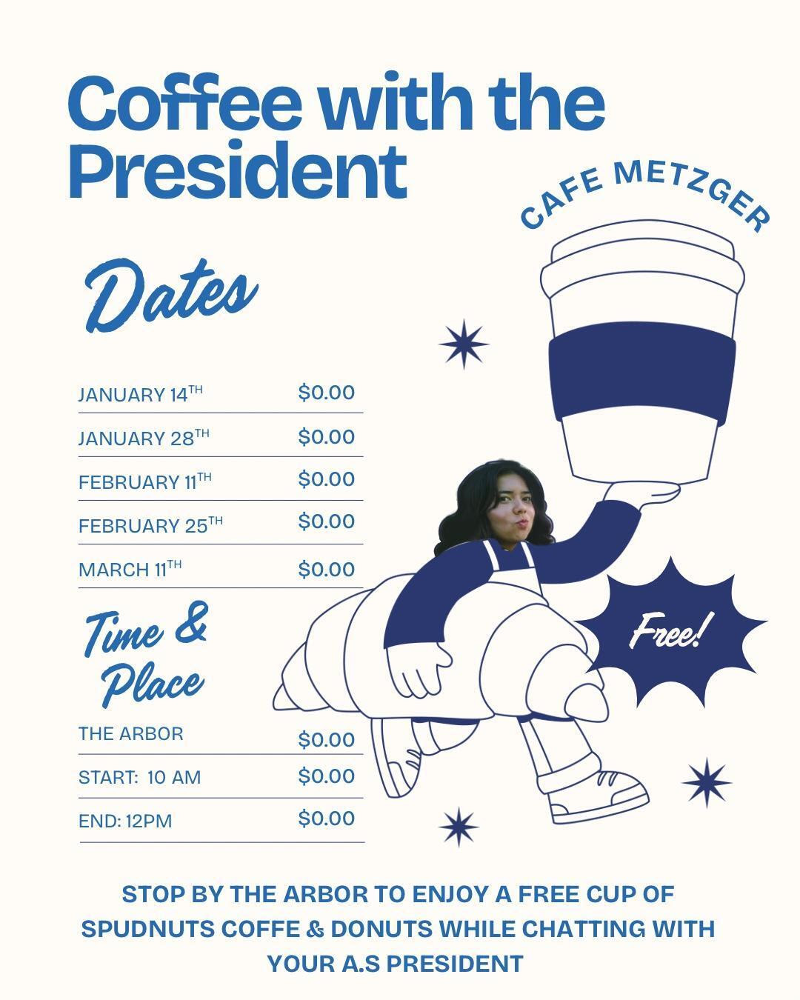 Coffee with the
President
CAFE METZGER
Dates
JANUARY 14TH $0.00
JANUARY 28TH $0.00
FEBRUARY 11TH $0.00
FEBRUARY 25TH $0.00
MARCH 11TH $0.00
Free!
Time &
Place
THE ARBOR $0.00
START: 10 AM $0.00
END: 12PM $0.00
STOP BY THE ARBOR TO ENJOY A FREE CUP OF
SPUDNUTS COFFE & DONUTS WHILE CHATTING WITH
YOUR A.S PRESIDENT